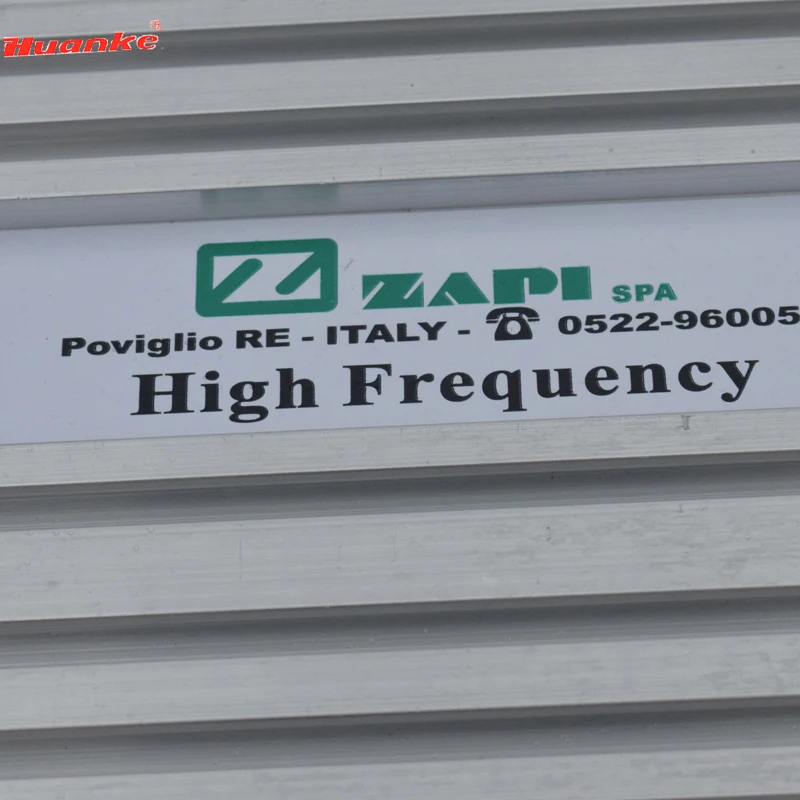 Huanke
ZAPI SPA
Poviglio RE - ITALY - ☎ 0522-96005
High Frequency